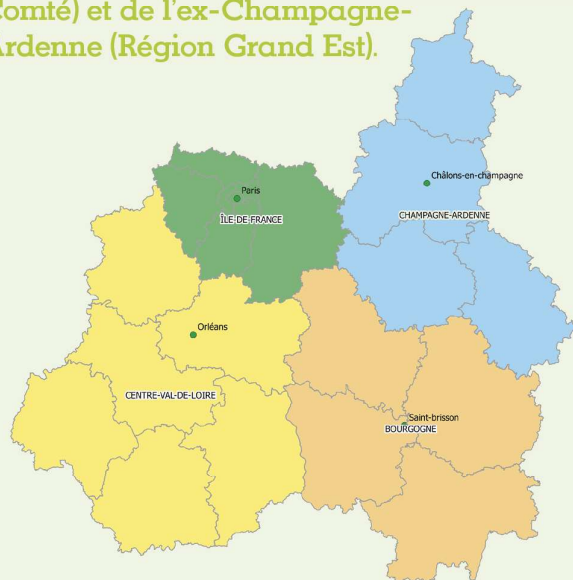 Comté) et de l'ex-Champagne-
Ardenne (Région Grand Est).
Châlons-en-champagne
Paris
CHAMPAGNE-ARDENNE
ÎLE-DE-FRANCE
Orléans
CENTRE-VAL-DE-LOIRE
Saint-brisson
BOURGOGNE